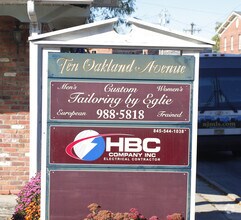 Ten Oakland Avenue
Men's Custom Women's
Tailoring by Eglie
European 988-5818 Trained
845-544-1038
HBC
COMPANY INC
ELECTRICAL CONTRACTOR